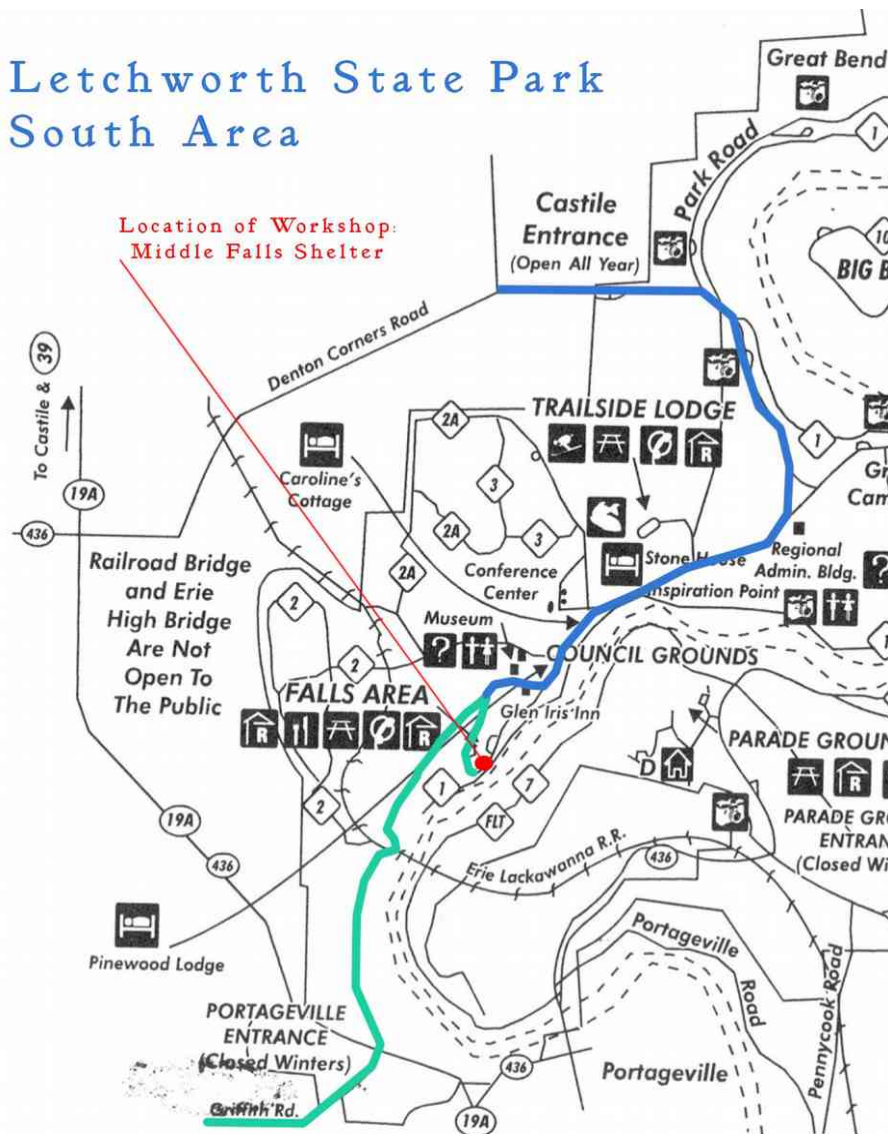 Letchworth State Park
South Area
Great Bend
Park Road
1
Location of Workshop:
Middle Falls Shelter
Castile
Entrance
(Open All Year)
10
BIG B
Denton Corners Road
To Castile & 39
TRAILSIDE LODGE
R
2A
1
Caroline's
Cottage
3
Gr
Cam
19A
436
2A
3
Railroad Bridge
and Erie
High Bridge
Are Not
Open To
The Public
2A
Conference
Center
Stone House
Regional
Admin. Bldg.
?
Inspiration Point
2
Museum
?
2
COUNCIL GROUNDS
1
FALLS AREA
R
R
Glen Iris Inn
PARADE GROUN
D
R
1
7
2
FLT
19A
436
PARADE GRO
ENTRAN
(Closed Wi
Erie Lackawanna R.R.
436
Pinewood Lodge
Portageville
Road
Pennycook Road
PORTAGEVILLE
ENTRANCE
(Closed Winters)
436
Portageville
Griffith Rd.
19A